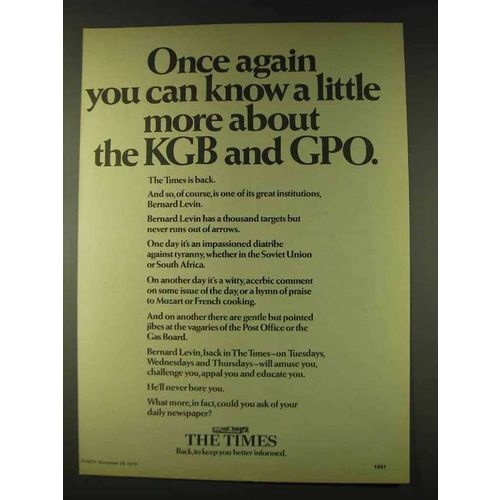 Once again
you can know a little
more about
the KGB and GPO.
The Times is back.
And so, of course, is one of its great institutions,
Bernard Levin.
Bernard Levin has a thousand targets but
never runs out of arrows.
One day it's an impassioned diatribe
against tyranny, whether in the Soviet Union
or South Africa.
On another day it's a witty, acerbic comment
on some issue of the day, or a hymn of praise
to Mozart or French cooking.
And on another there are gentle but pointed
jibes at the vagaries of the Post Office or the
Gas Board.
Bernard Levin, back in The Times – on Tuesdays,
Wednesdays and Thursdays – will amuse you,
challenge you, appal you and educate you.
He'll never bore you.
What more, in fact, could you ask of your
daily newspaper?
THE TIMES
Back, to keep you better informed.
PUNCH, November 28 1979
1031